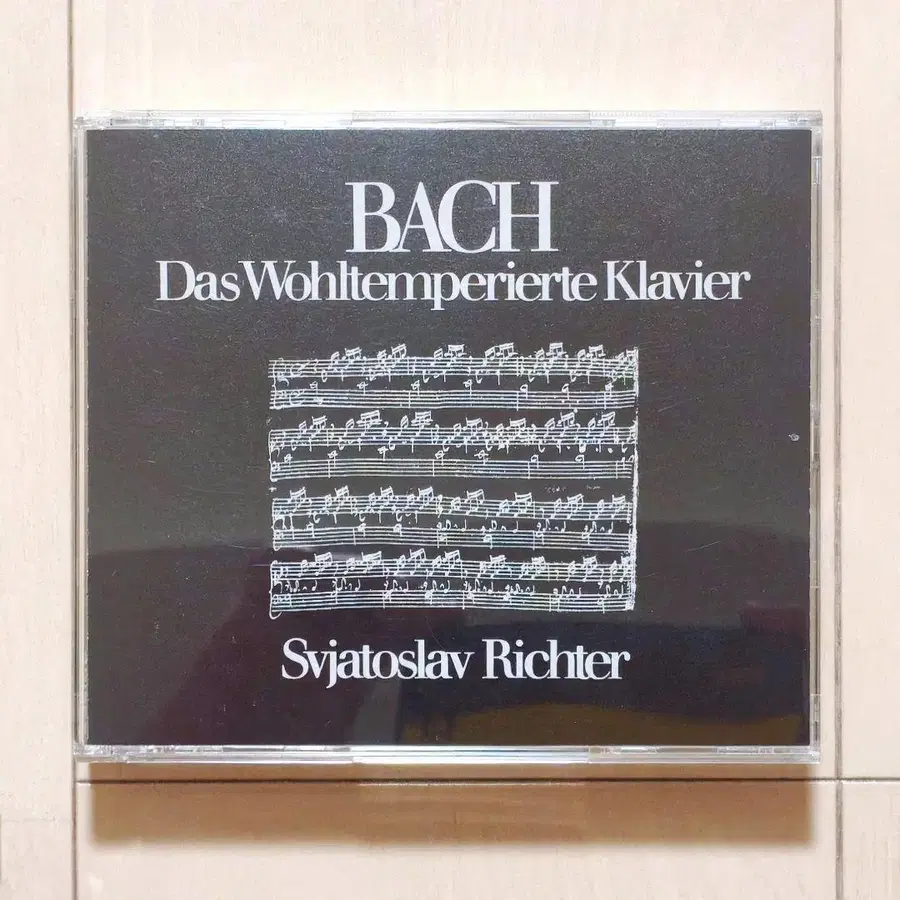 BACH
Das Wohltemperierte Klavier
Svjatoslav Richter